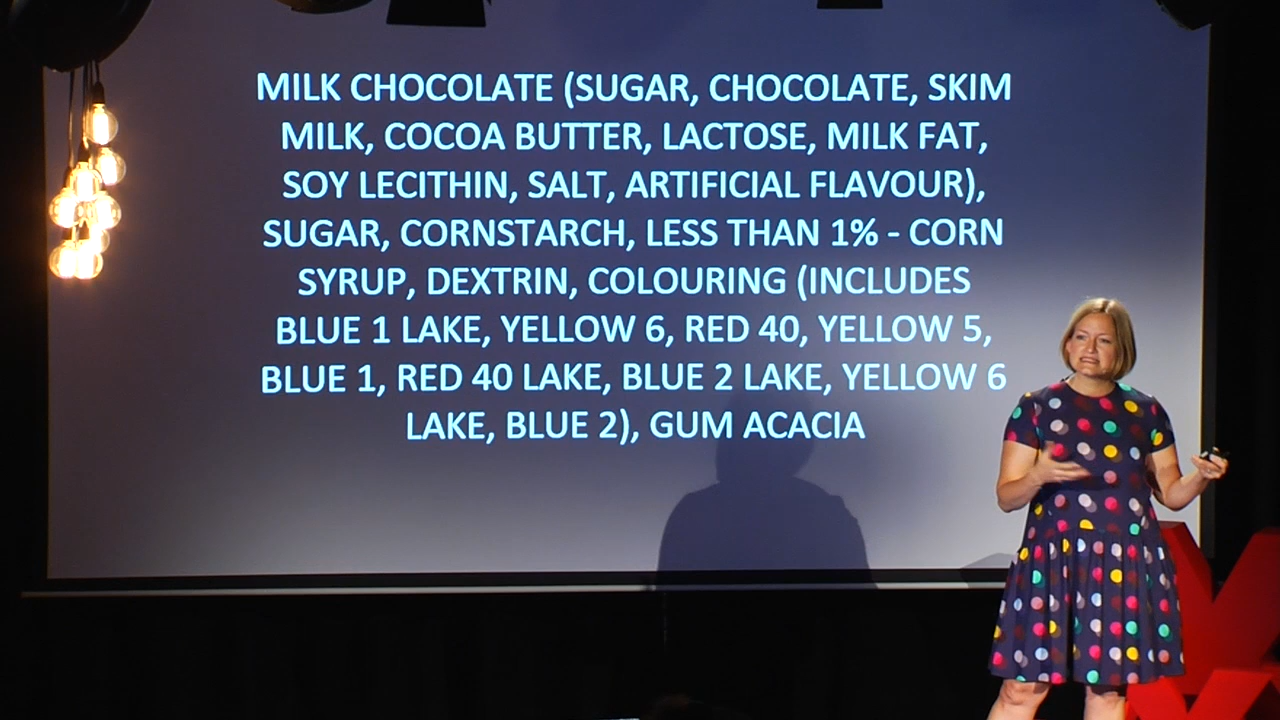 MILK CHOCOLATE (SUGAR, CHOCOLATE, SKIM
MILK, COCOA BUTTER, LACTOSE, MILK FAT,
SOY LECITHIN, SALT, ARTIFICIAL FLAVOUR),
SUGAR, CORNSTARCH, LESS THAN 1% - CORN
SYRUP, DEXTRIN, COLOURING (INCLUDES
BLUE 1 LAKE, YELLOW 6, RED 40, YELLOW 5,
BLUE 1, RED 40 LAKE, BLUE 2 LAKE, YELLOW 6
LAKE, BLUE 2), GUM ACACIA